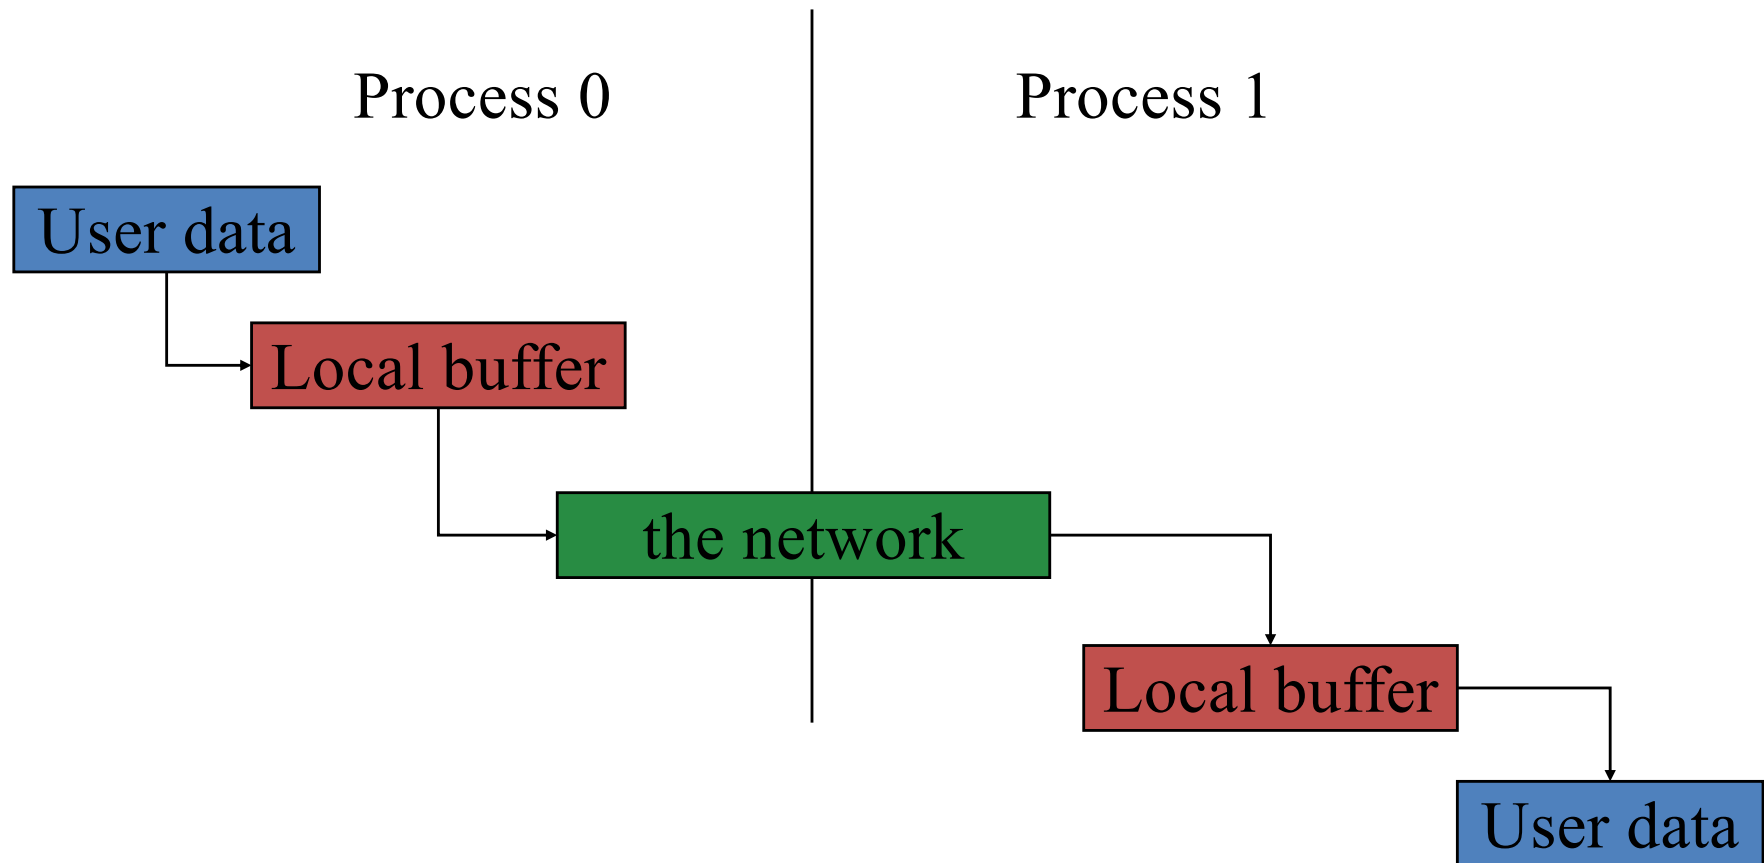 Process 0
Process 1
User data
Local buffer
the network
Local buffer
User data